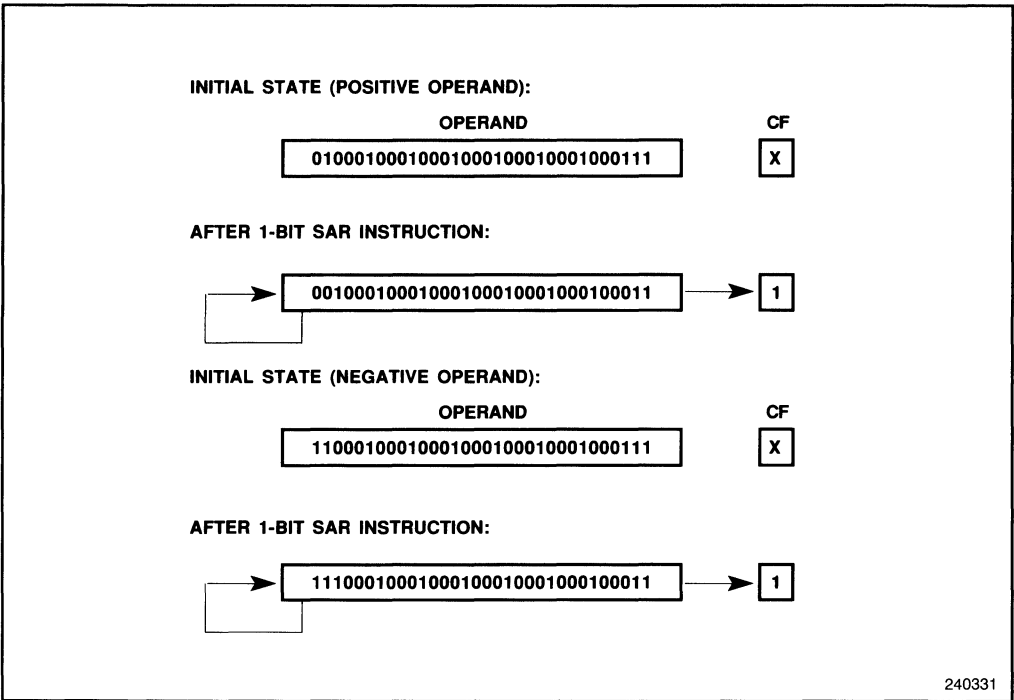 INITIAL STATE (POSITIVE OPERAND):
OPERAND CF
01000100010001000100010001000111 X
AFTER 1-BIT SAR INSTRUCTION:
00100010001000100010001000100011 1
INITIAL STATE (NEGATIVE OPERAND):
OPERAND CF
11000100010001000100010001000111 X
AFTER 1-BIT SAR INSTRUCTION:
11100010001000100010001000100011 1
240331